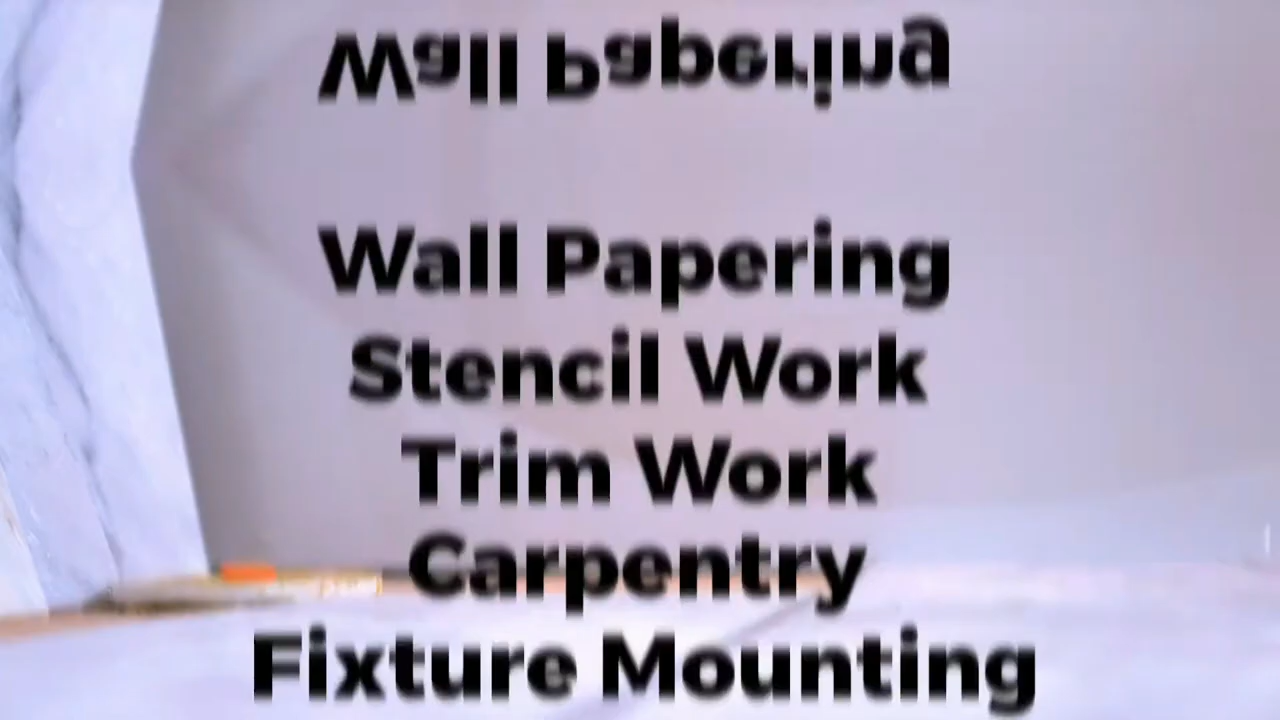 Wall Papering
Wall Papering
Stencil Work
Trim Work
Carpentry
Fixture Mounting